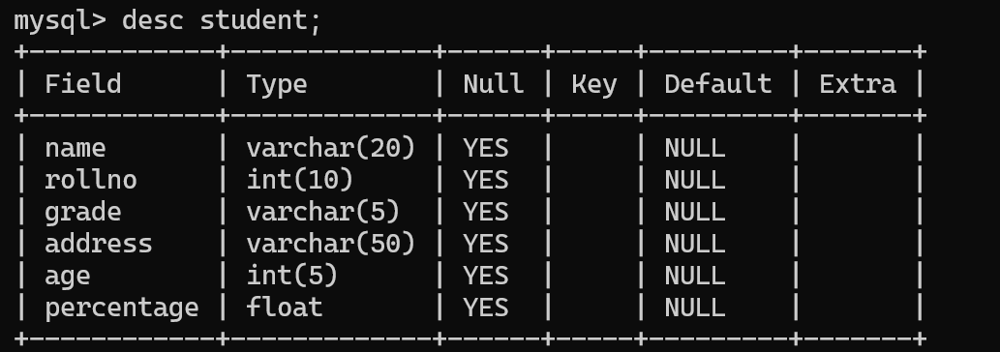 mysql> desc student;
+------------+-------------+------+-----+---------+-------+
| Field      | Type        | Null | Key | Default | Extra |
+------------+-------------+------+-----+---------+-------+
| name       | varchar(20) | YES  |     | NULL    |       |
| rollno     | int(10)     | YES  |     | NULL    |       |
| grade      | varchar(5)  | YES  |     | NULL    |       |
| address    | varchar(50) | YES  |     | NULL    |       |
| age        | int(5)      | YES  |     | NULL    |       |
| percentage | float       | YES  |     | NULL    |       |
+------------+-------------+------+-----+---------+-------+